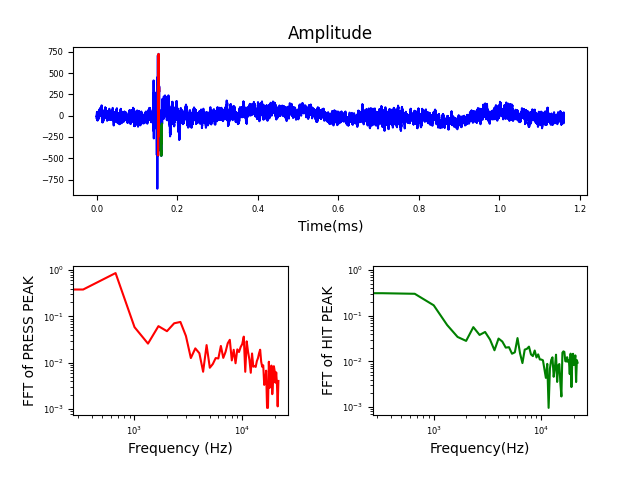 Amplitude
750
500
250
0
−250
−500
−750
0.0 0.2 0.4 0.6 0.8 1.0 1.2
Time(ms)
FFT of PRESS PEAK
10⁰
10⁻¹
10⁻²
10⁻³
10³ 10⁴
Frequency (Hz)
FFT of HIT PEAK
10⁰
10⁻¹
10⁻²
10⁻³
10³ 10⁴
Frequency(Hz)